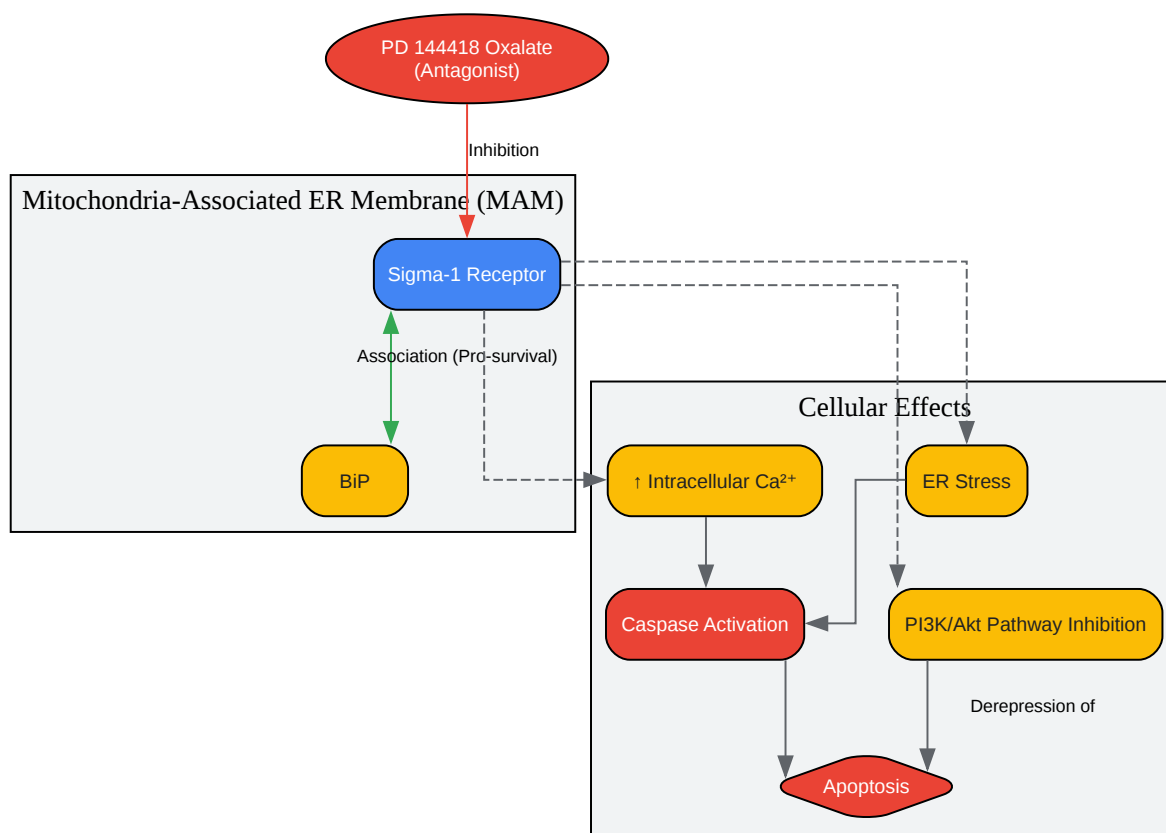 PD 144418 Oxalate
(Antagonist)
Inhibition
Mitochondria-Associated ER Membrane (MAM)
Sigma-1 Receptor
Association (Pro-survival)
BiP
Cellular Effects
↑ Intracellular Ca²⁺
ER Stress
Caspase Activation
PI3K/Akt Pathway Inhibition
Derepression of
Apoptosis